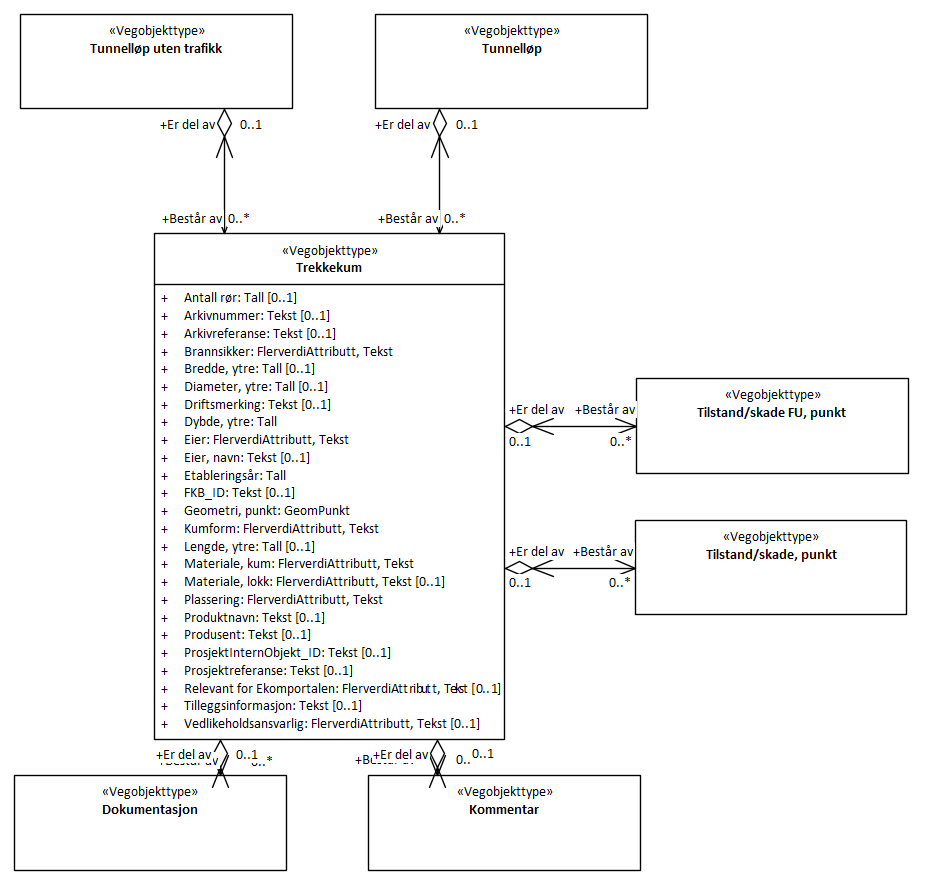 «Vegobjekttype»
Tunnelløp uten trafikk
«Vegobjekttype»
Tunnelløp
+Er del av
0..1
+Er del av
0..1
+Består av
0..*
+Består av
0..*
«Vegobjekttype»
Trekkekum
+ Antall rør: Tall [0..1]
+ Arkivnummer: Tekst [0..1]
+ Arkivreferanse: Tekst [0..1]
+ Brannsikker: FlerverdiAttributt, Tekst
+ Bredde, ytre: Tall [0..1]
+ Diameter, ytre: Tall [0..1]
+ Driftsmerking: Tekst [0..1]
+ Dybde, ytre: Tall
+ Eier: FlerverdiAttributt, Tekst
+ Eier, navn: Tekst [0..1]
+ Etableringsår: Tall
+ FKB_ID: Tekst [0..1]
+ Geometri, punkt: GeomPunkt
+ Kumform: FlerverdiAttributt, Tekst
+ Lengde, ytre: Tall [0..1]
+ Materiale, kum: FlerverdiAttributt, Tekst
+ Materiale, lokk: FlerverdiAttributt, Tekst [0..1]
+ Plassering: FlerverdiAttributt, Tekst
+ Produktnavn: Tekst [0..1]
+ Produsent: Tekst [0..1]
+ ProsjektInternObjekt_ID: Tekst [0..1]
+ Prosjektreferanse: Tekst [0..1]
+ Relevant for Ekomportalen: FlerverdiAttributt, Tekst [0..1]
+ Tilleggsinformasjon: Tekst [0..1]
+ Vedlikeholdsansvarlig: FlerverdiAttributt, Tekst [0..1]
+Er del av
+Består av
0..1
0..*
«Vegobjekttype»
Tilstand/skade FU, punkt
+Er del av
+Består av
0..1
0..*
«Vegobjekttype»
Tilstand/skade, punkt
+Er del av
0..1
+Består av
0..*
+Er del av
0..1
0..
«Vegobjekttype»
Dokumentasjon
«Vegobjekttype»
Kommentar